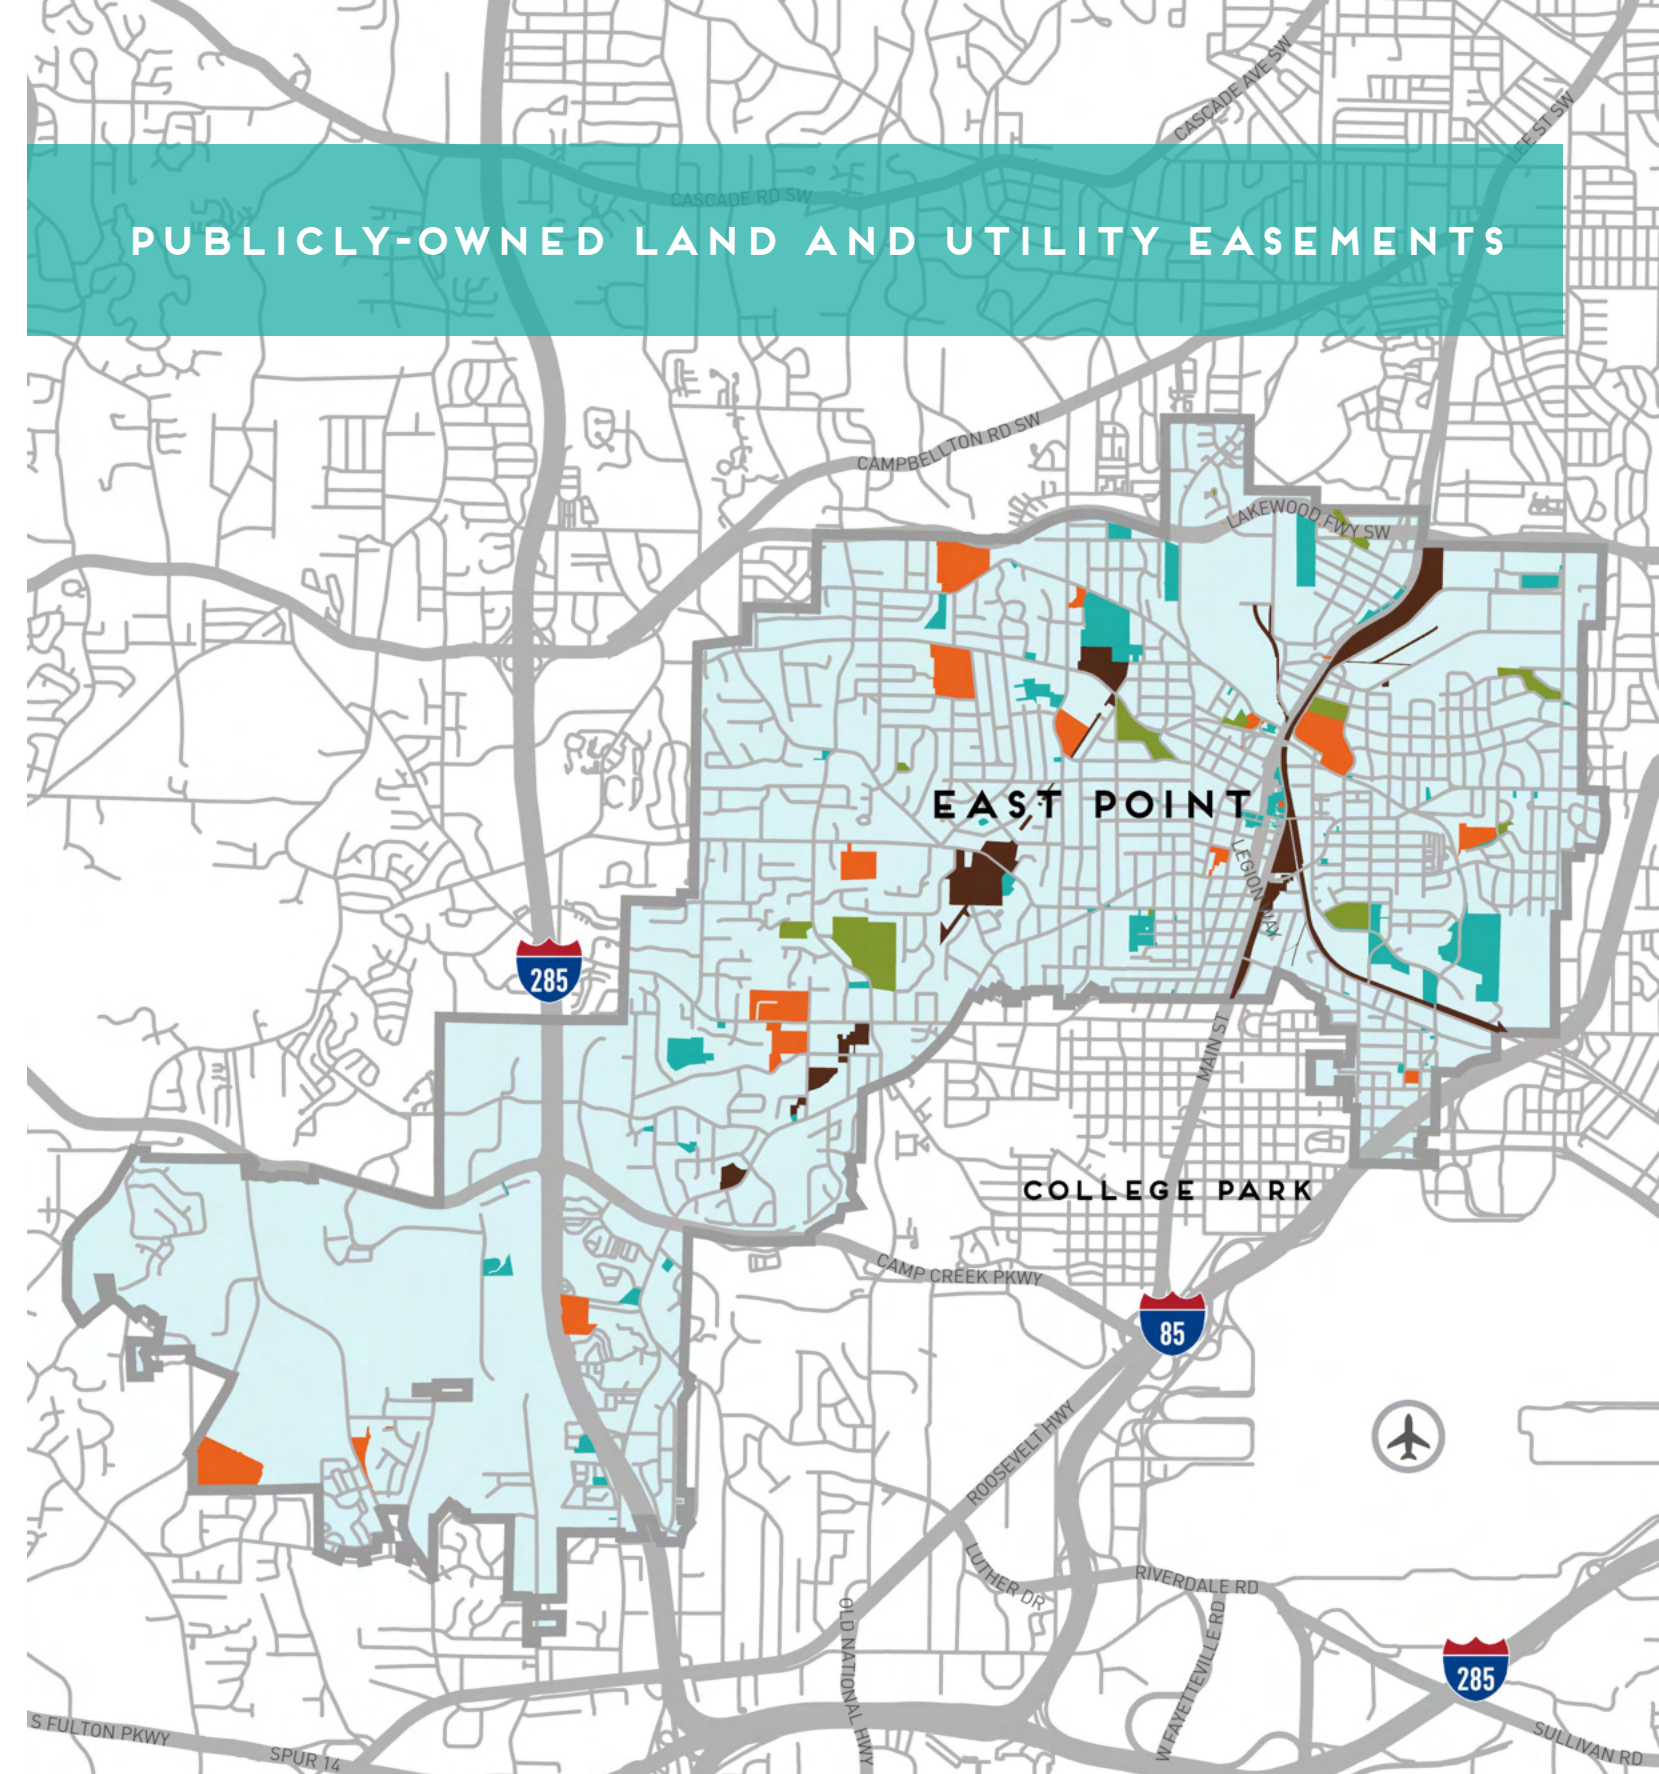 CASCADE AVE SW
LEE ST SW
CASCADE RD SW
PUBLICLY-OWNED LAND AND UTILITY EASEMENTS
CAMPBELLTON RD SW
LAKEWOOD FWY SW
EAST POINT
LEGION WAY
285
MAIN ST
COLLEGE PARK
CAMP CREEK PKWY
85
ROOSEVELT HWY
LUTHER DR
RIVERDALE RD
OLD NATIONAL HWY
W FAYETTEVILLE RD
285
S FULTON PKWY
SPUR 14
SULLIVAN RD